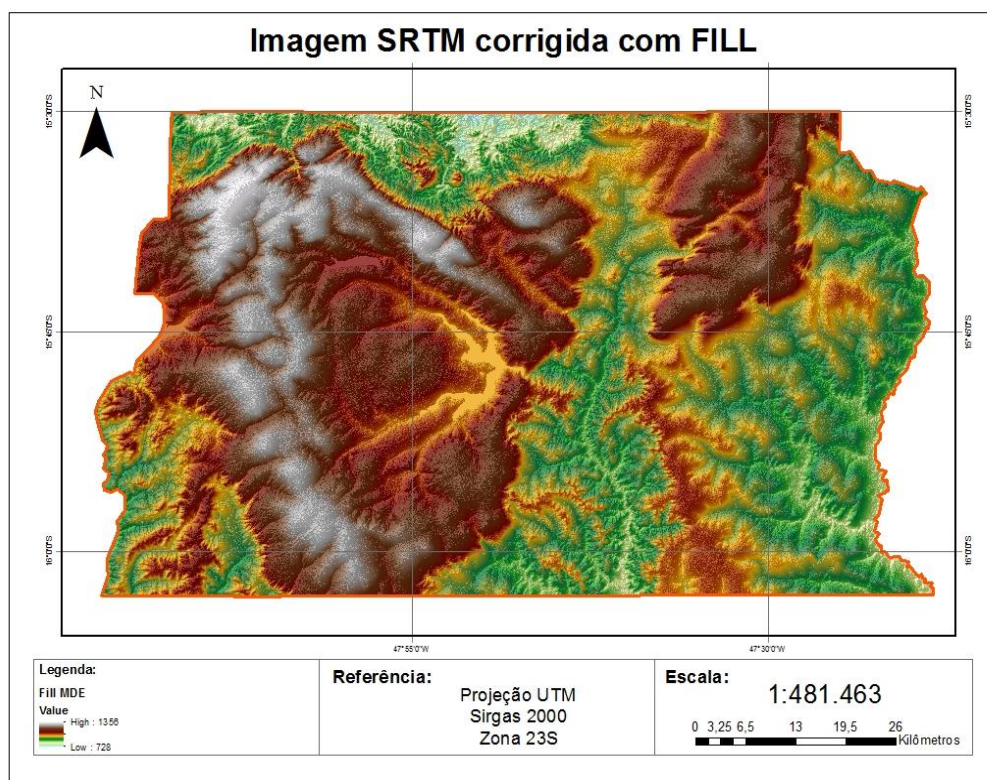 Imagem SRTM corrigida com FILL
N
15°30'0"S
15°30'0"S
15°45'0"S
15°45'0"S
16°0'0"S
16°0'0"S
47°55'0"W
47°30'0"W
Legenda:
Fill MDE
Value
High : 1356
Low : 728
Referência:
Projeção UTM
Sirgas 2000
Zona 23S
Escala:
1:481.463
0 3,25 6,5 13 19,5 26
Kilômetros